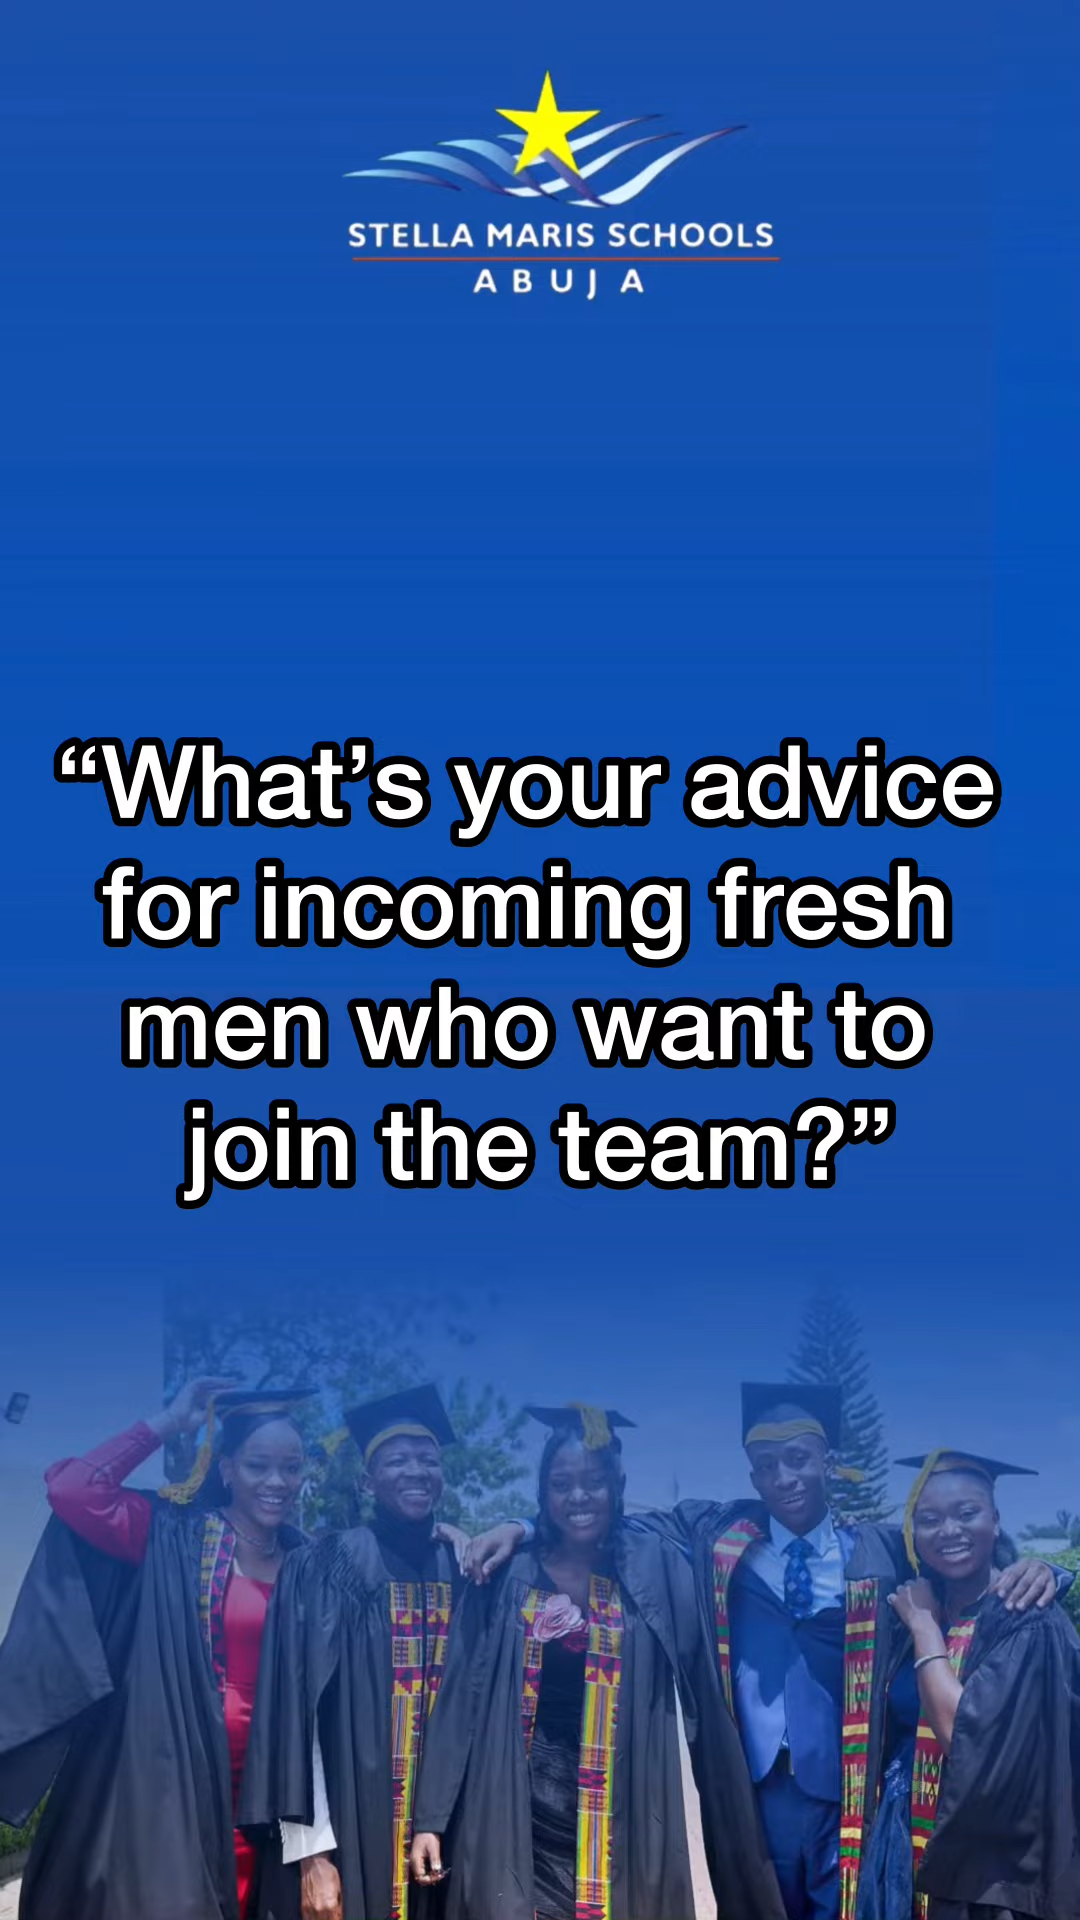 STELLA MARIS SCHOOLS
ABUJA
“What’s your advice
for incoming fresh
men who want to
join the team?”